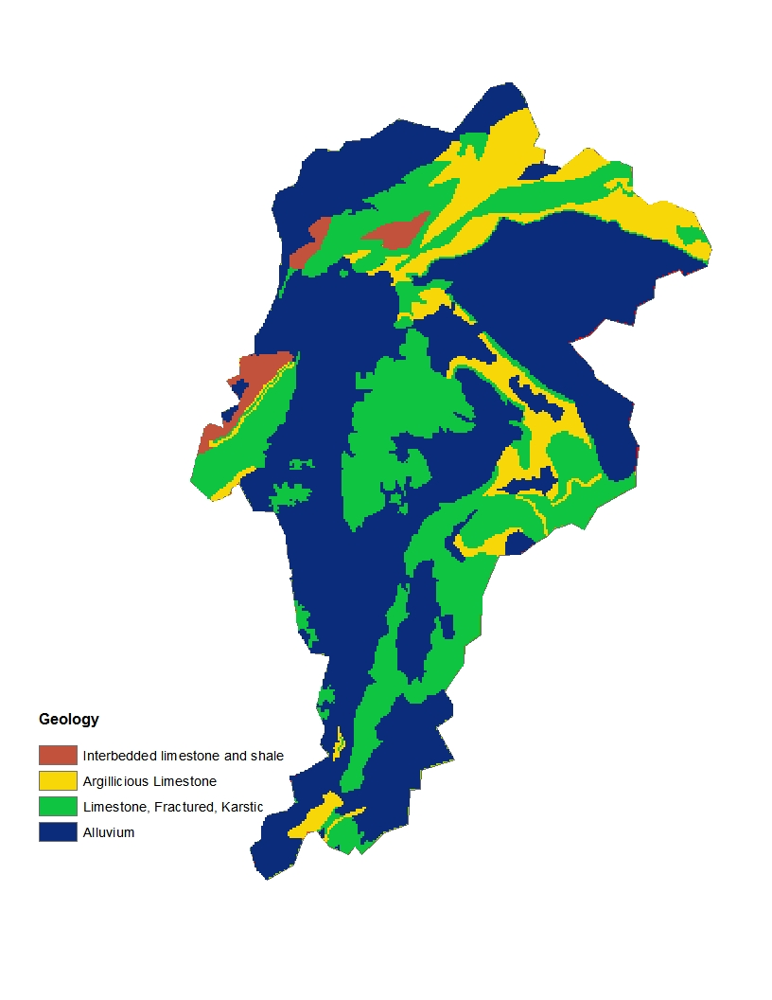 Geology
Interbedded limestone and shale
Argillicious Limestone
Limestone, Fractured, Karstic
Alluvium